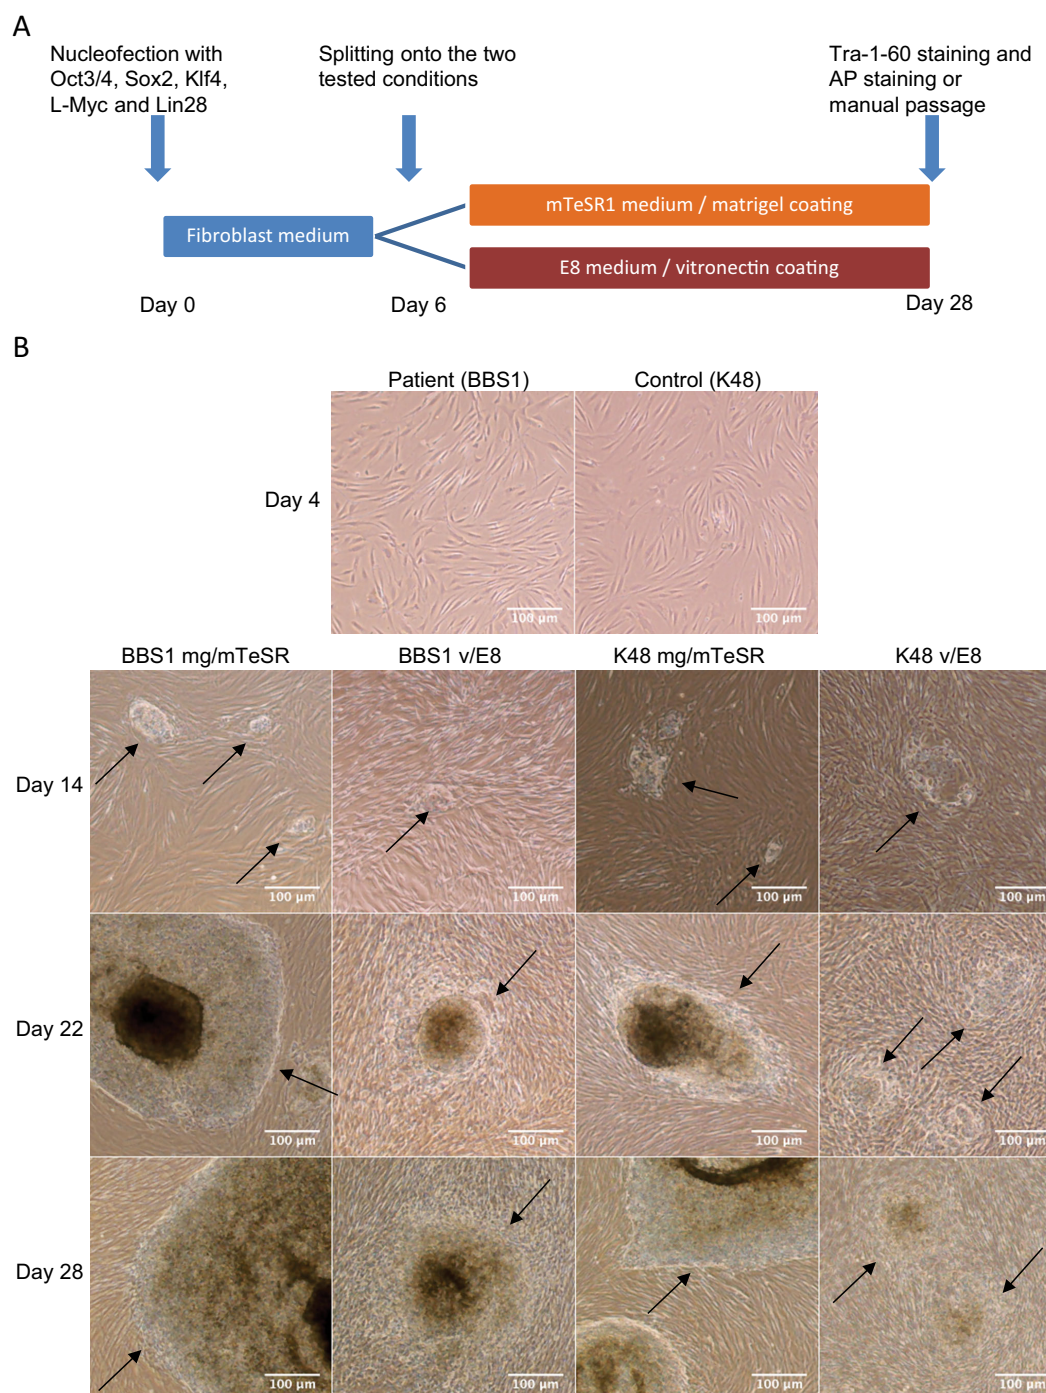 A
Nucleofection with
Oct3/4, Sox2, Klf4,
L-Myc and Lin28
Splitting onto the two
tested conditions
Tra-1-60 staining and
AP staining or
manual passage
mTeSR1 medium / matrigel coating
Fibroblast medium
E8 medium / vitronectin coating
Day 0
Day 6
Day 28
B
Patient (BBS1)
Control (K48)
Day 4
100 µm
100 µm
BBS1 mg/mTeSR
BBS1 v/E8
K48 mg/mTeSR
K48 v/E8
Day 14
100 µm
100 µm
100 µm
100 µm
Day 22
100 µm
100 µm
100 µm
100 µm
Day 28
100 µm
100 µm
100 µm
100 µm